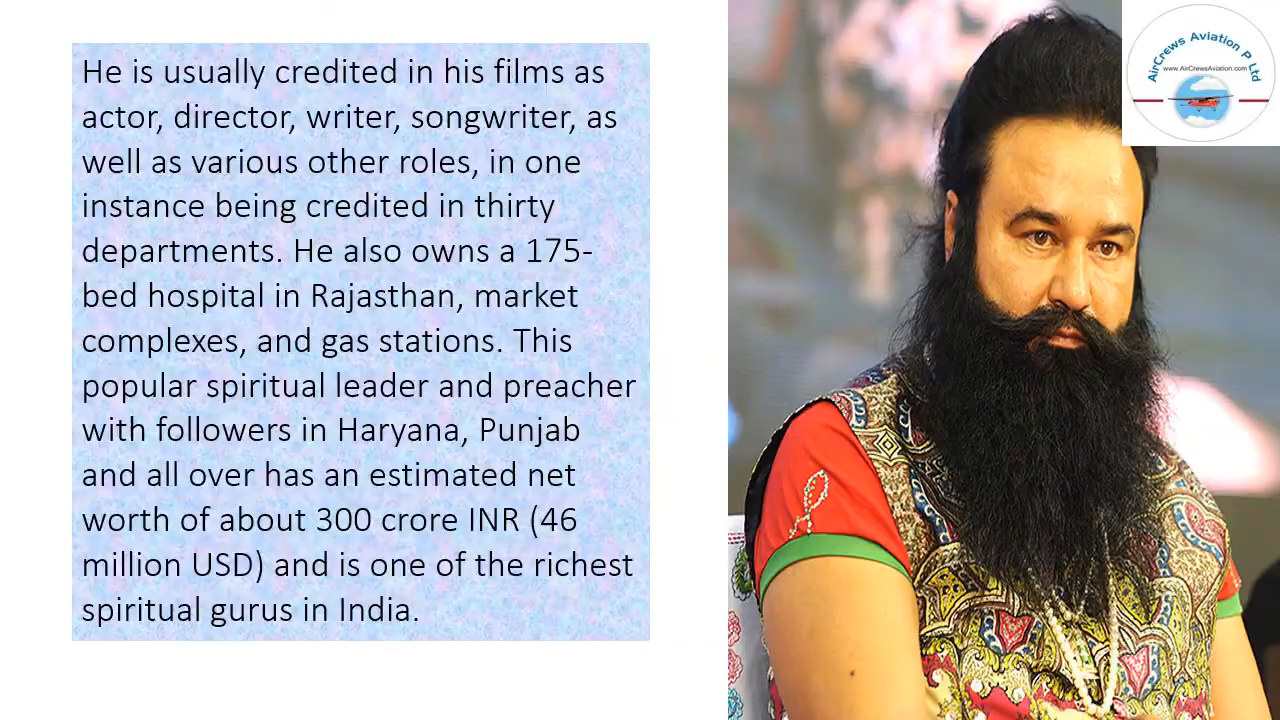 He is usually credited in his films as
actor, director, writer, songwriter, as
well as various other roles, in one
instance being credited in thirty
departments. He also owns a 175-
bed hospital in Rajasthan, market
complexes, and gas stations. This
popular spiritual leader and preacher
with followers in Haryana, Punjab
and all over has an estimated net
worth of about 300 crore INR (46
million USD) and is one of the richest
spiritual gurus in India.
AirCrews Aviation P Ltd
www.AirCrewsAviation.com